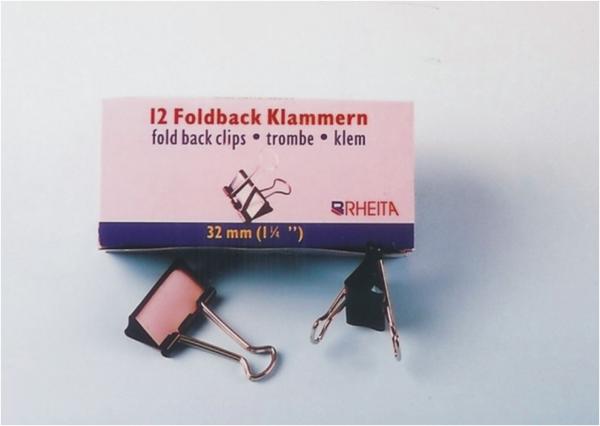 12 Foldback Klammern
fold back clips • trombe • klem
RHEITA
32 mm (1¼ ")